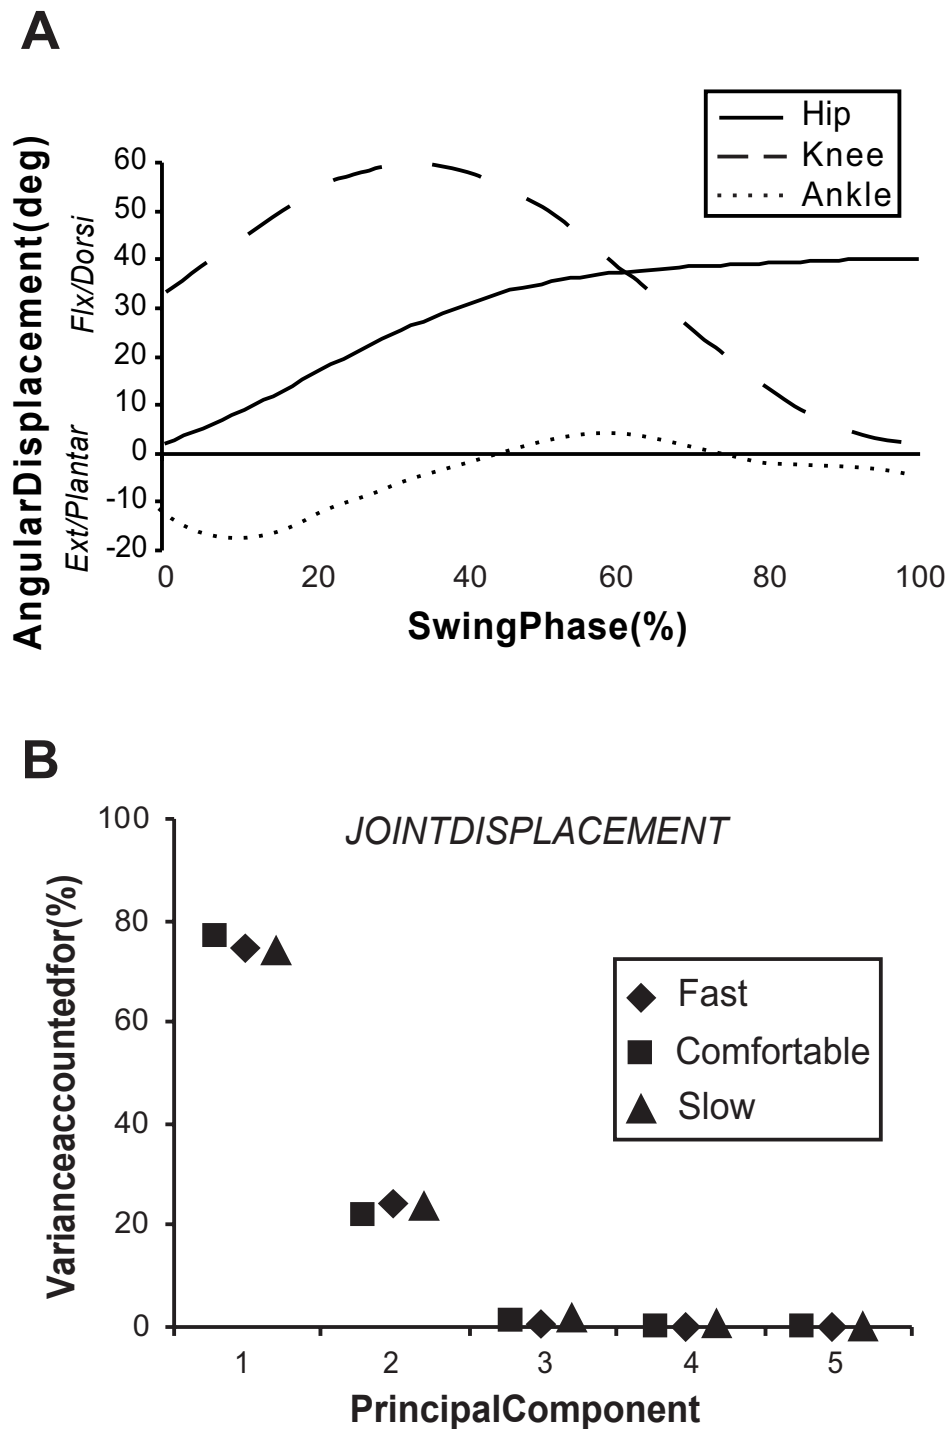 A
Hip
Knee
Ankle
AngularDisplacement(deg)
Flx/Dorsi
Ext/Plantar
60
50
40
30
20
10
0
-10
-20
0 20 40 60 80 100
SwingPhase(%)
B
JOINTDISPLACEMENT
Varianceaccountedfor(%)
100
80
60
40
20
0
Fast
Comfortable
Slow
1 2 3 4 5
PrincipalComponent